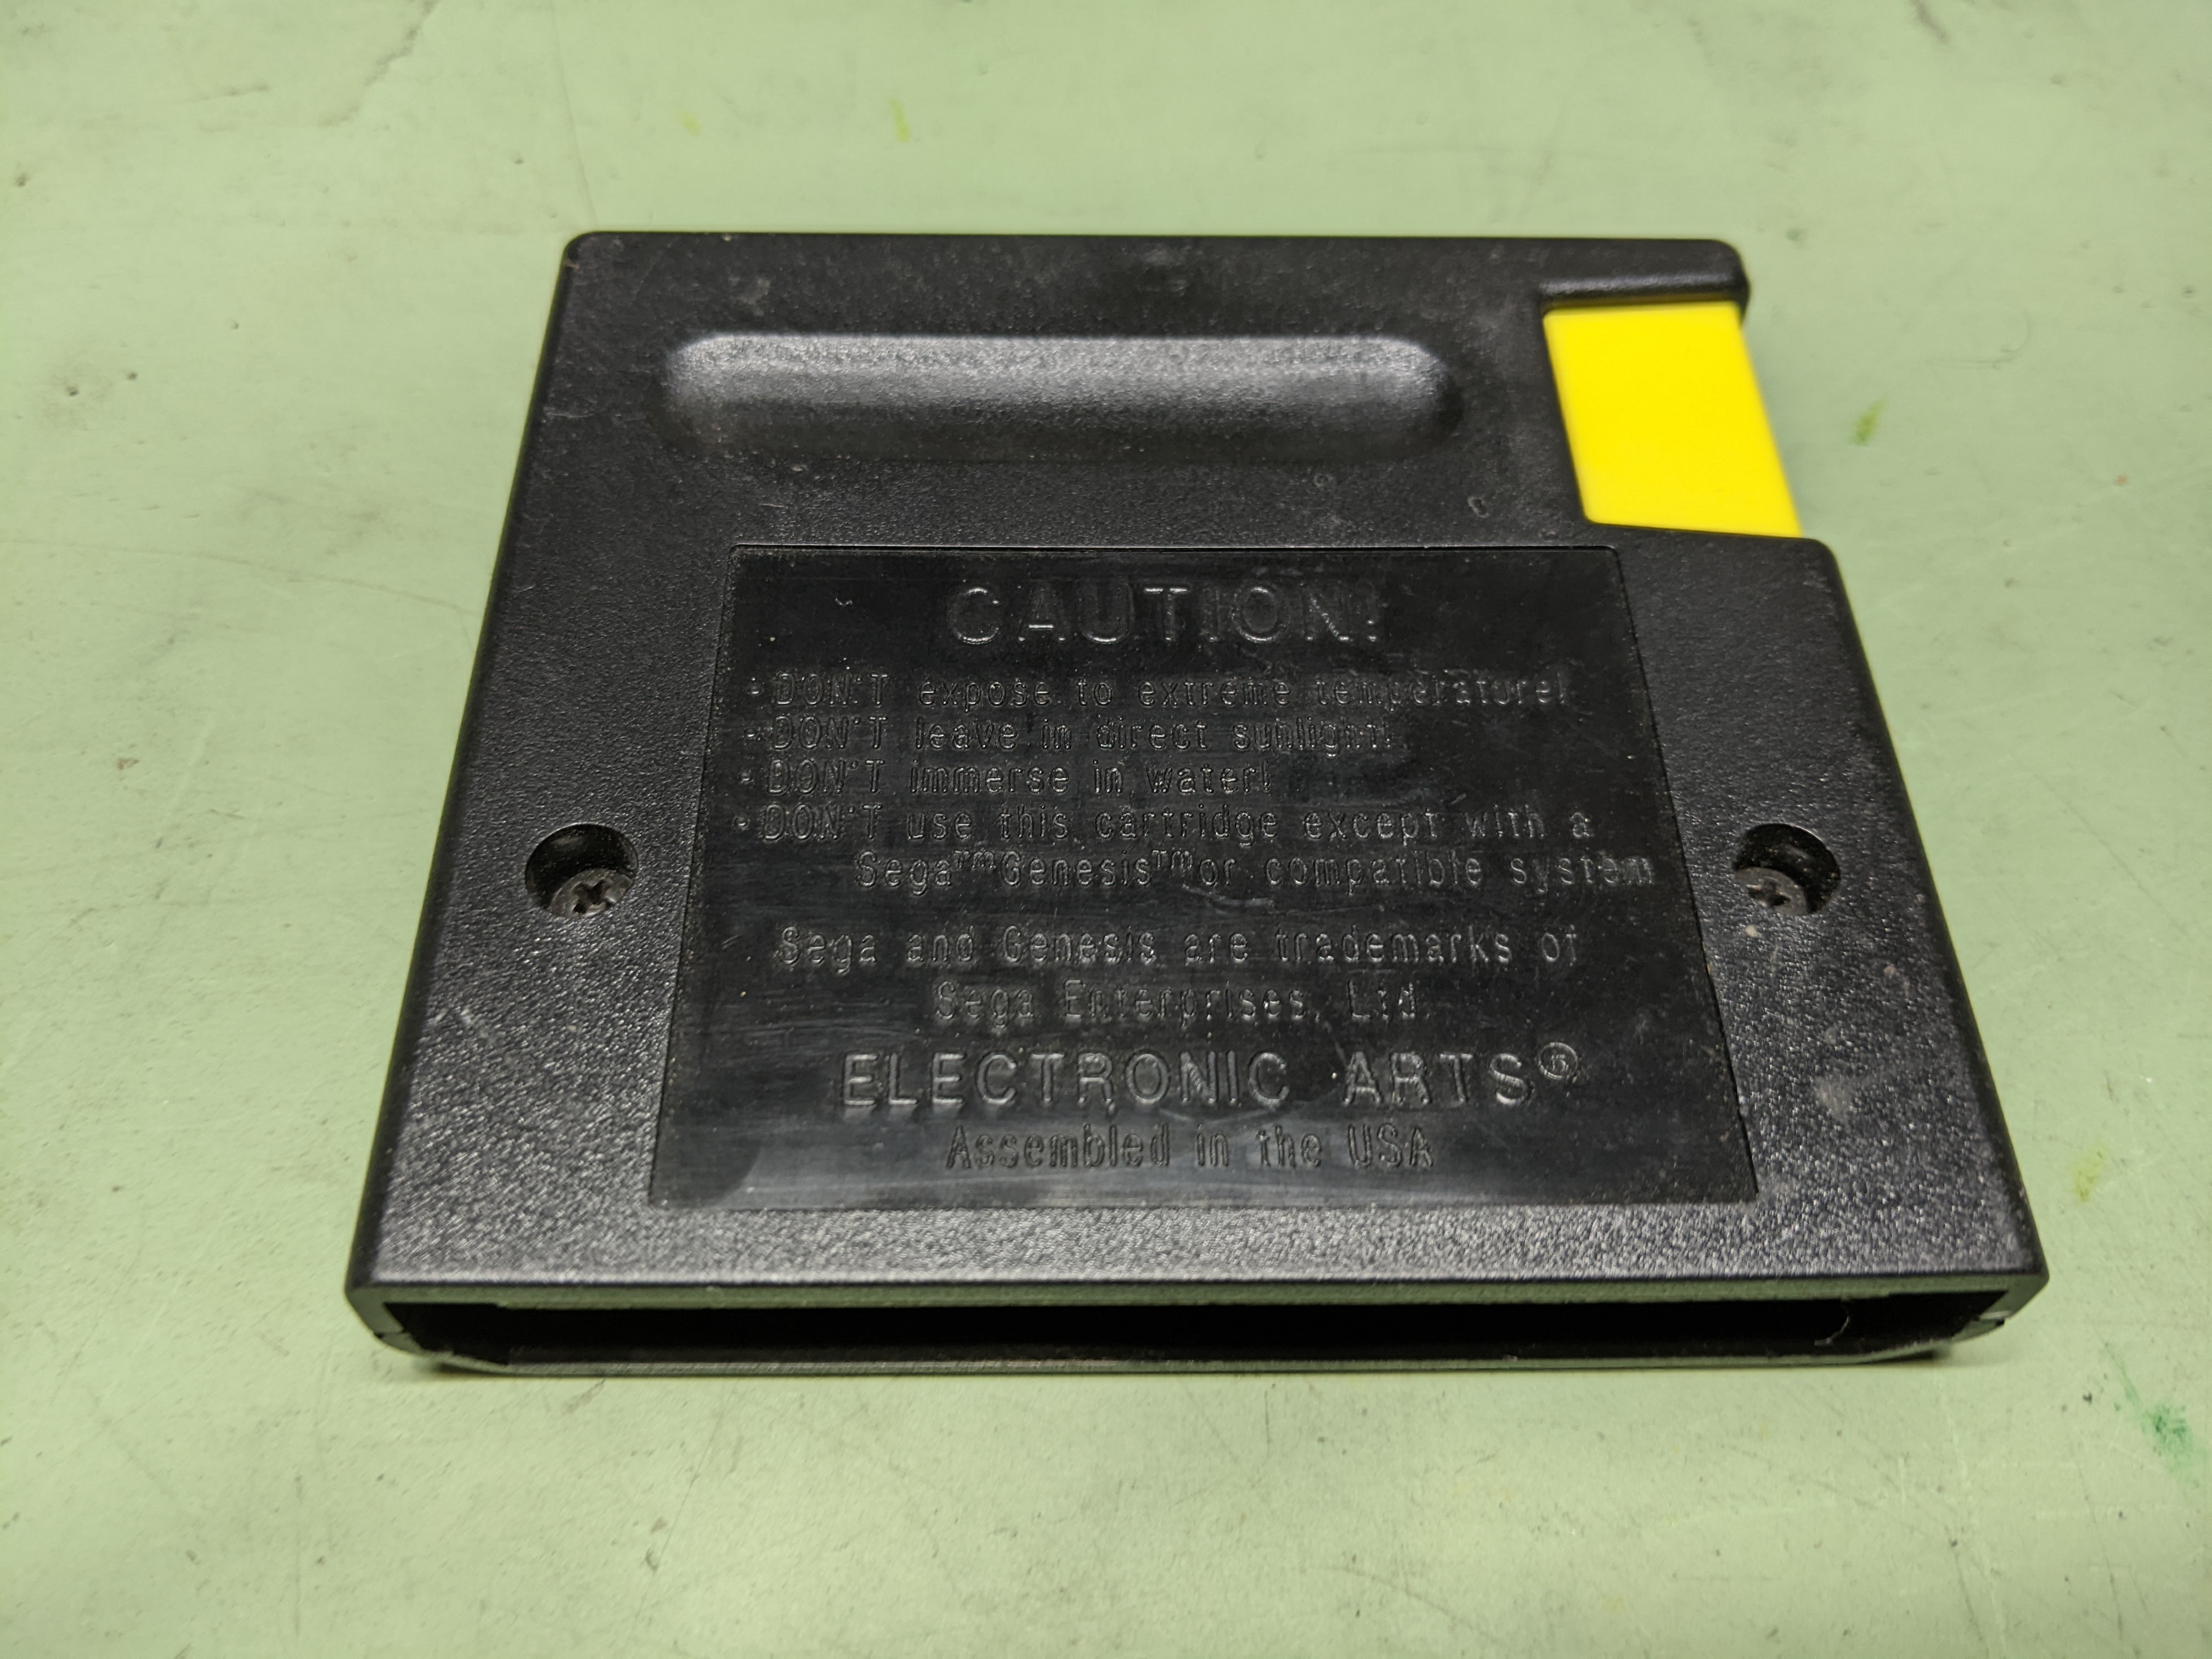 CAUTION!
• DON'T expose to extreme temperature!
• DON'T leave in direct sunlight!
• DON'T immerse in water!
• DON'T use this cartridge except with a
Sega™ Genesis™ or compatible system
Sega and Genesis are trademarks of
Sega Enterprises, Ltd.
ELECTRONIC ARTS®
Assembled in the USA